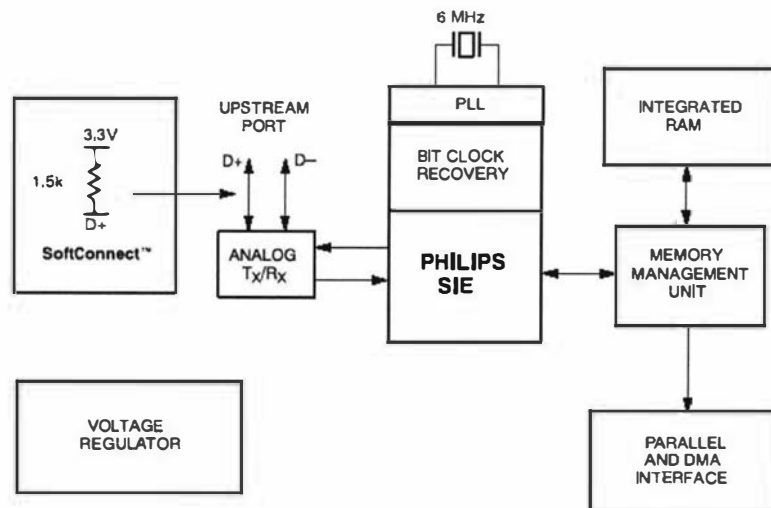 6 MHz
PLL
BIT CLOCK
RECOVERY
PHILIPS
SIE
UPSTREAM
PORT
D+ D–
ANALOG
TX/RX
3.3V
1.5k
D+
SoftConnect™
INTEGRATED
RAM
MEMORY
MANAGEMENT
UNIT
PARALLEL
AND DMA
INTERFACE
VOLTAGE
REGULATOR